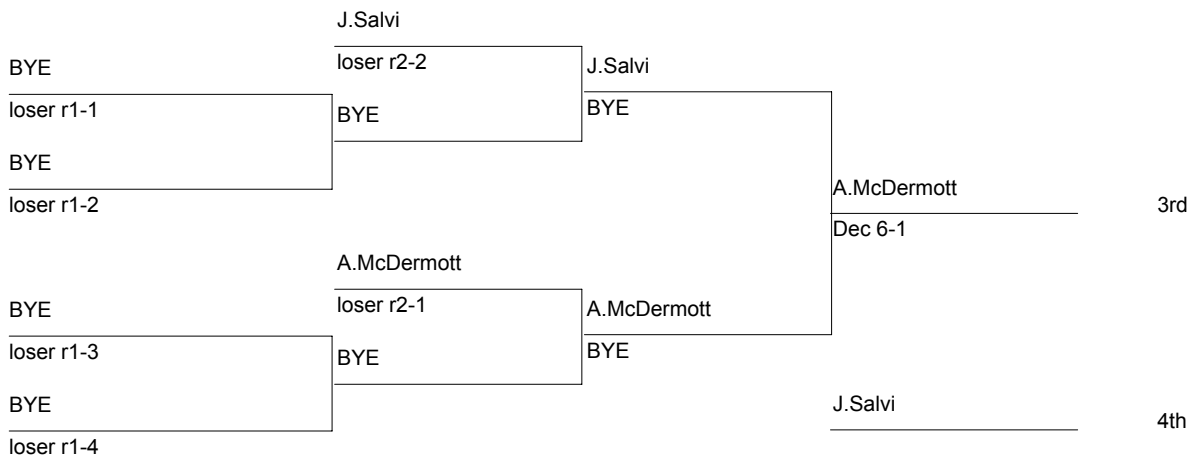 J.Salvi
BYE
loser r2-2
J.Salvi
loser r1-1
BYE
BYE
BYE
A.McDermott
3rd
loser r1-2
Dec 6-1
A.McDermott
BYE
loser r2-1
A.McDermott
loser r1-3
BYE
BYE
BYE
J.Salvi
4th
loser r1-4